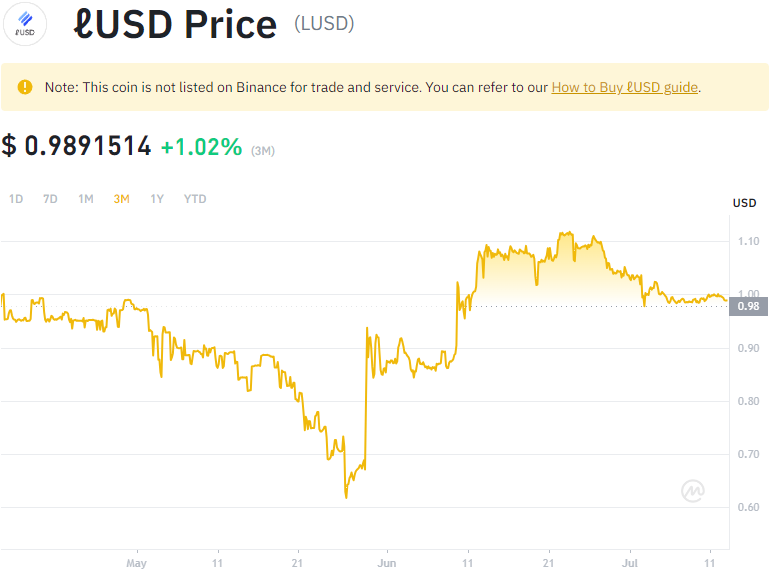 ℓUSD
ℓUSD Price (LUSD)
Note: This coin is not listed on Binance for trade and service. You can refer to our How to Buy ℓUSD guide.
$ 0.9891514 +1.02% (3M)
1D 7D 1M 3M 1Y YTD
USD
1.10
1.00
0.98
0.90
0.80
0.70
0.60
May 11 21 Jun 11 21 Jul 11